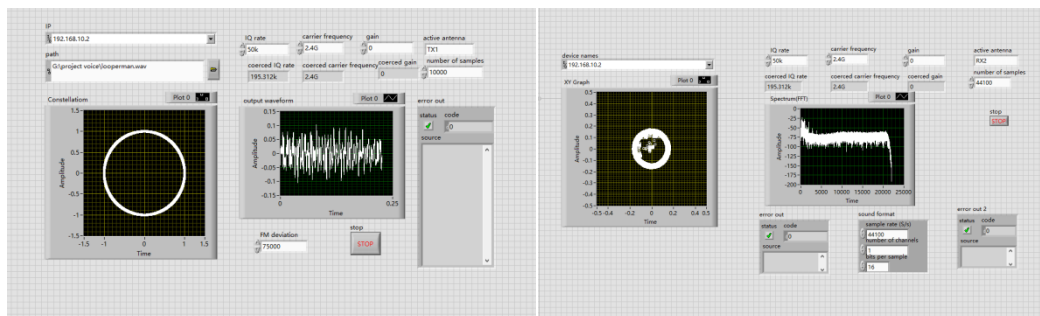 IP
192.168.10.2
path
G:\project voice\looperman.wav
IQ rate
50k
carrier frequency
2.4G
gain
0
active antenna
TX1
coerced IQ rate
195.312k
coerced carrier frequency
2.4G
coerced gain
0
number of samples
10000
Constellatiom
Plot 0
1.5
1
0.5
0
-0.5
-1
-1.5
Amplitude
-1.5 -1 0 1 1.5
Time
output waveform
Plot 0
0.15
0.1
0.05
0
-0.05
-0.1
-0.15
Amplitude
0 0.25
Time
error out
status code
0
source
FM deviation
75000
stop
STOP
device names
192.168.10.2
IQ rate
50k
carrier frequency
2.4G
gain
0
active antenna
RX2
coerced IQ rate
195.312k
coerced carrier frequency
2.4G
coerced gain
0
number of samples
44100
XY Graph
Plot 0
0.5
0.4
0.3
0.2
0.1
0
-0.1
-0.2
-0.3
-0.4
-0.5
Amplitude
-0.5 -0.4 -0.2 0 0.2 0.4 0.5
Time
Spectrum(FFT)
Plot 0
0
-25
-50
-75
-100
-125
-150
-175
-200
Amplitude
0 5000 10000 15000 20000 25000
Time
stop
STOP
error out
status code
0
source
sound format
sample rate (S/s)
44100
number of channels
1
bits per sample
16
error out 2
status code
0
source